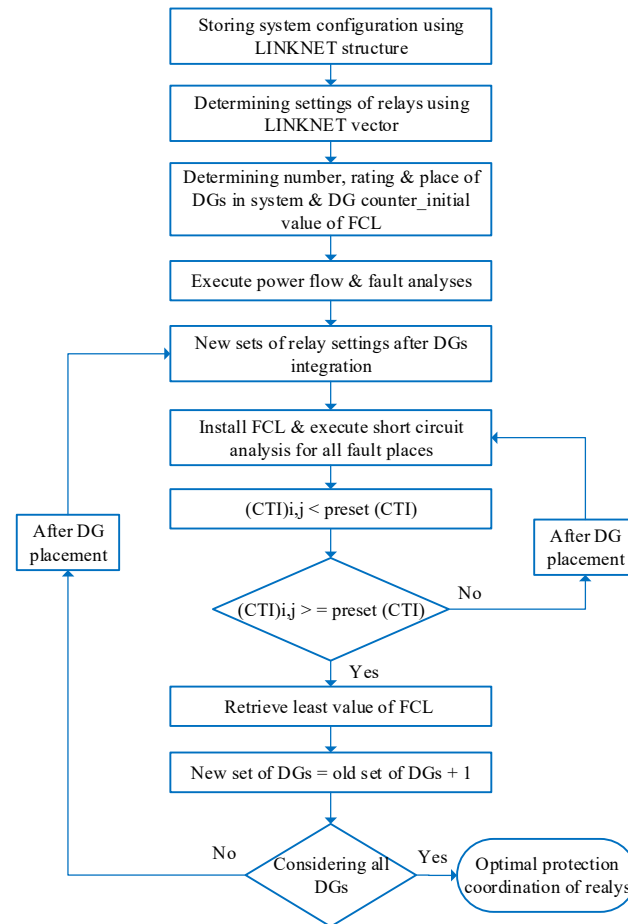 Storing system configuration using
LINKNET structure
Determining settings of relays using
LINKNET vector
Determining number, rating & place of
DGs in system & DG counter_initial
value of FCL
Execute power flow & fault analyses
New sets of relay settings after DGs
integration
Install FCL & execute short circuit
analysis for all fault places
(CTI)i,j < preset (CTI)
After DG
placement
After DG
placement
(CTI)i,j > = preset (CTI)
No
Yes
Retrieve least value of FCL
New set of DGs = old set of DGs + 1
No
Considering all
DGs
Yes
Optimal protection
coordination of realys